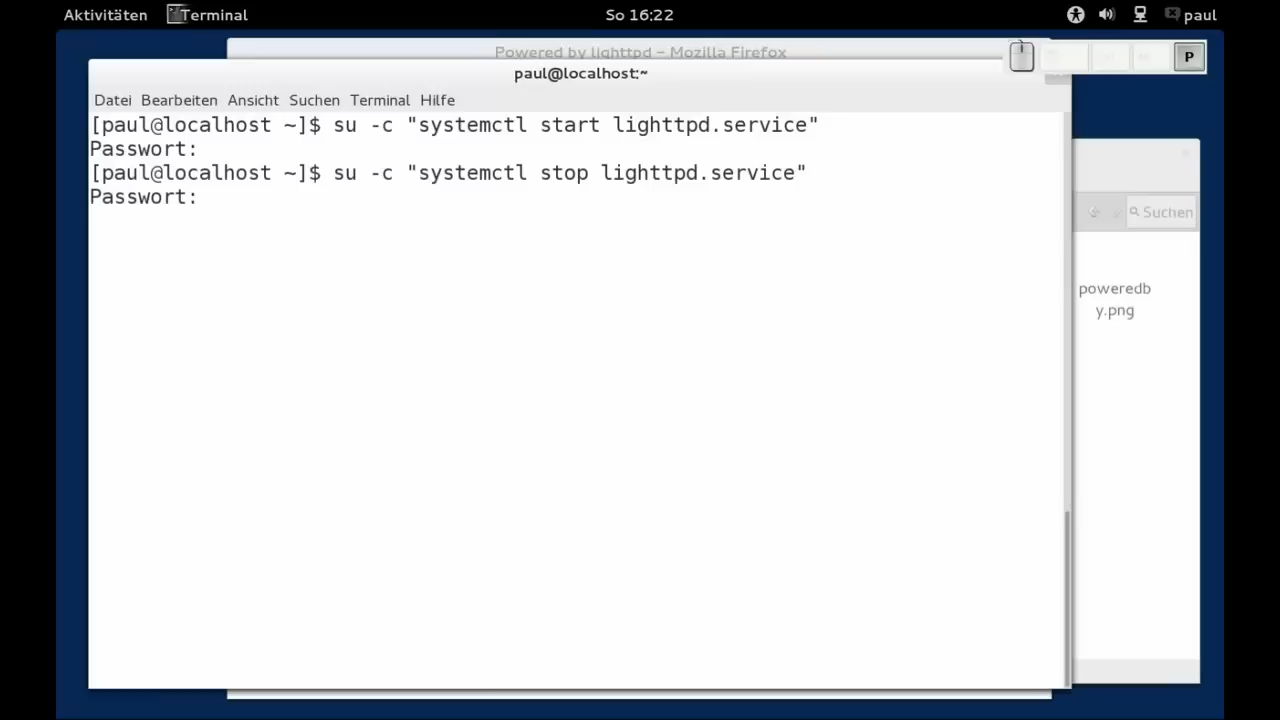 Aktivitäten Terminal So 16:22 paul
Powered by lighttpd – Mozilla Firefox
P
paul@localhost:~
Datei Bearbeiten Ansicht Suchen Terminal Hilfe
[paul@localhost ~]$ su -c "systemctl start lighttpd.service"
Passwort:
[paul@localhost ~]$ su -c "systemctl stop lighttpd.service"
Passwort:
Suchen
poweredb
y.png